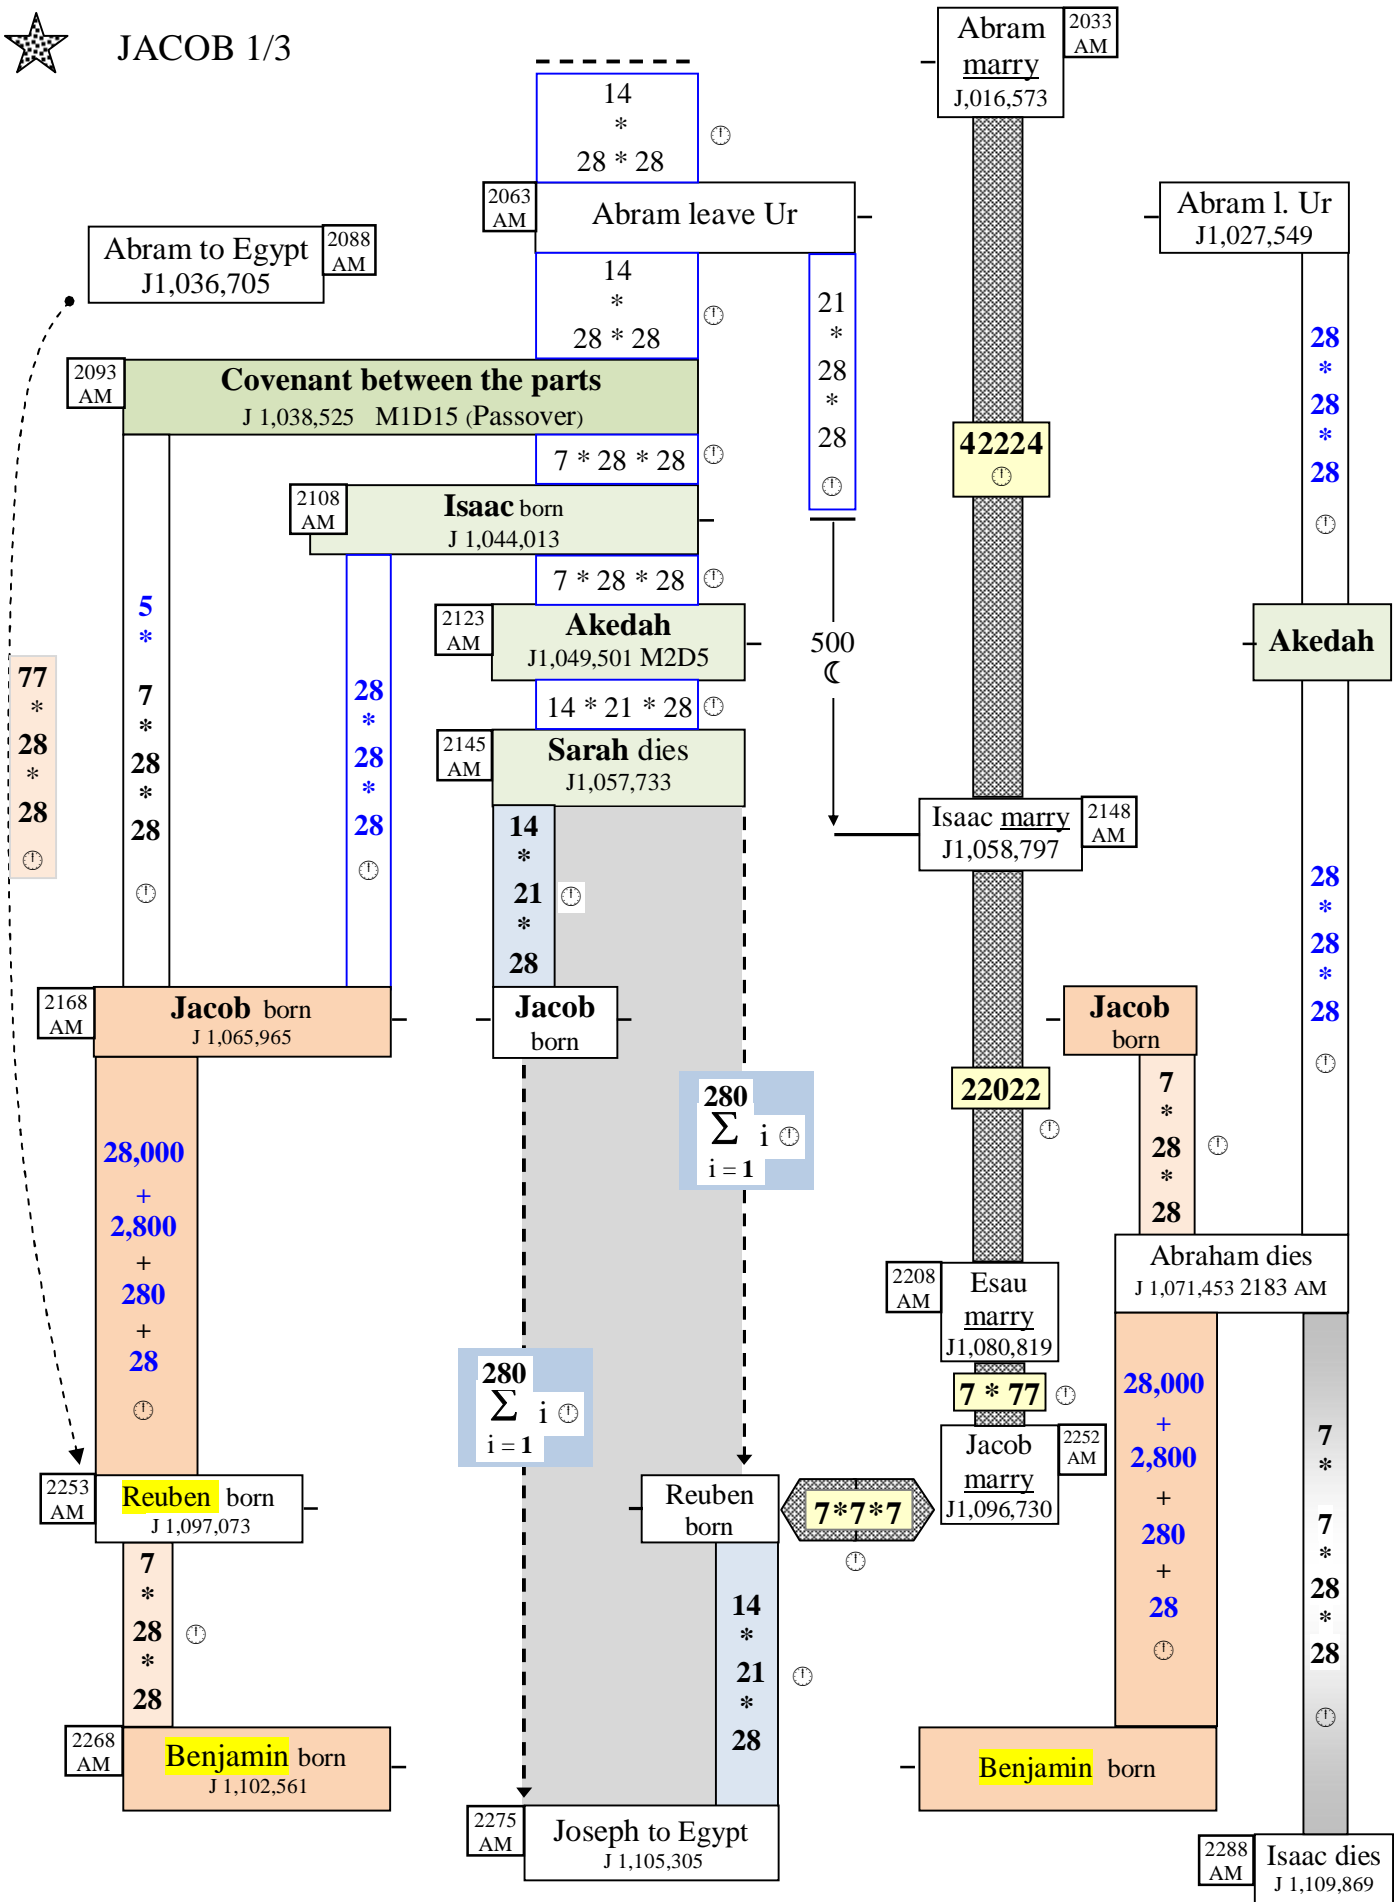 JACOB 1/3
Abram
marry
J,016,573
2033
AM
14
*
28 * 28
2063
AM
Abram leave Ur
Abram l. Ur
J1,027,549
Abram to Egypt
J1,036,705
2088
AM
14
*
28 * 28
21
*
28
*
28
28
*
28
*
28
2093
AM
Covenant between the parts
J 1,038,525 M1D15 (Passover)
42224
7 * 28 * 28
2108
AM
Isaac born
J 1,044,013
7 * 28 * 28
5
*
7
*
28
*
28
2123
AM
Akedah
J1,049,501 M2D5
500
☾
Akedah
77
*
28
*
28
28
*
28
*
28
14 * 21 * 28
2145
AM
Sarah dies
J1,057,733
Isaac marry
J1,058,797
2148
AM
14
*
21
*
28
28
*
28
*
28
2168
AM
Jacob born
J 1,065,965
Jacob
born
Jacob
born
22022
280
Σ i
i = 1
7
*
28
*
28
28,000
+
2,800
+
280
+
28
Abraham dies
J 1,071,453 2183 AM
2208
AM
Esau
marry
J1,080,819
280
Σ i
i = 1
7 * 77
28,000
+
2,800
+
280
+
28
7
*
7
*
28
*
28
Jacob
marry
J1,096,730
2252
AM
2253
AM
Reuben born
J 1,097,073
Reuben
born
7*7*7
7
*
28
*
28
14
*
21
*
28
2268
AM
Benjamin born
J 1,102,561
Benjamin born
2275
AM
Joseph to Egypt
J 1,105,305
2288
AM
Isaac dies
J 1,109,869